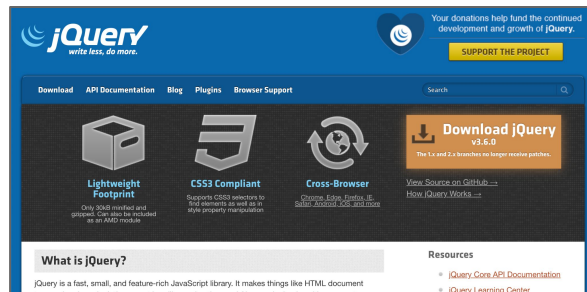 Your donations help fund the continued
development and growth of jQuery.
jQuery
write less, do more.
SUPPORT THE PROJECT
Download API Documentation Blog Plugins Browser Support
Search
Download jQuery
v3.6.0
The 1.x and 2.x branches no longer receive patches.
Lightweight
Footprint
Only 30kB minified and
gzipped. Can also be included
as an AMD module
CSS3 Compliant
Supports CSS3 selectors to
find elements as well as in
style property manipulation
Cross-Browser
Chrome, Edge, Firefox, IE,
Safari, Android, iOS, and more
View Source on GitHub →
How jQuery Works →
What is jQuery?
jQuery is a fast, small, and feature-rich JavaScript library. It makes things like HTML document
Resources
jQuery Core API Documentation
jQuery Learning Center